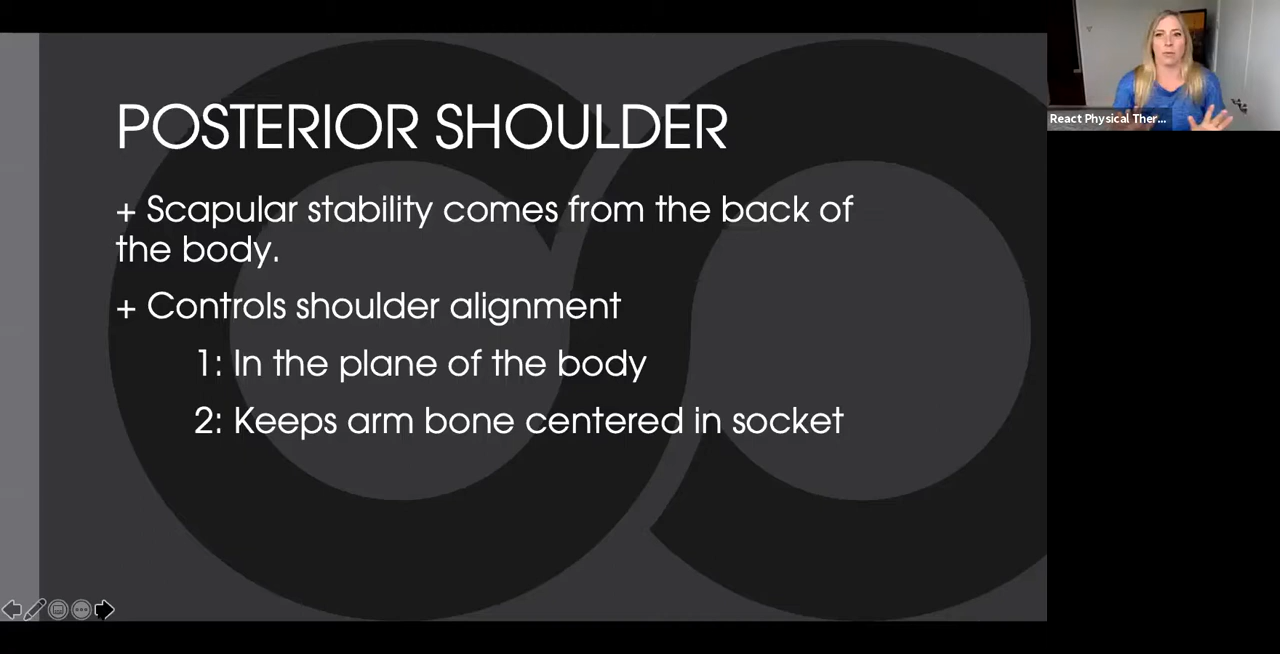 POSTERIOR SHOULDER
+ Scapular stability comes from the back of
the body.
+ Controls shoulder alignment
1: In the plane of the body
2: Keeps arm bone centered in socket
React Physical Ther...